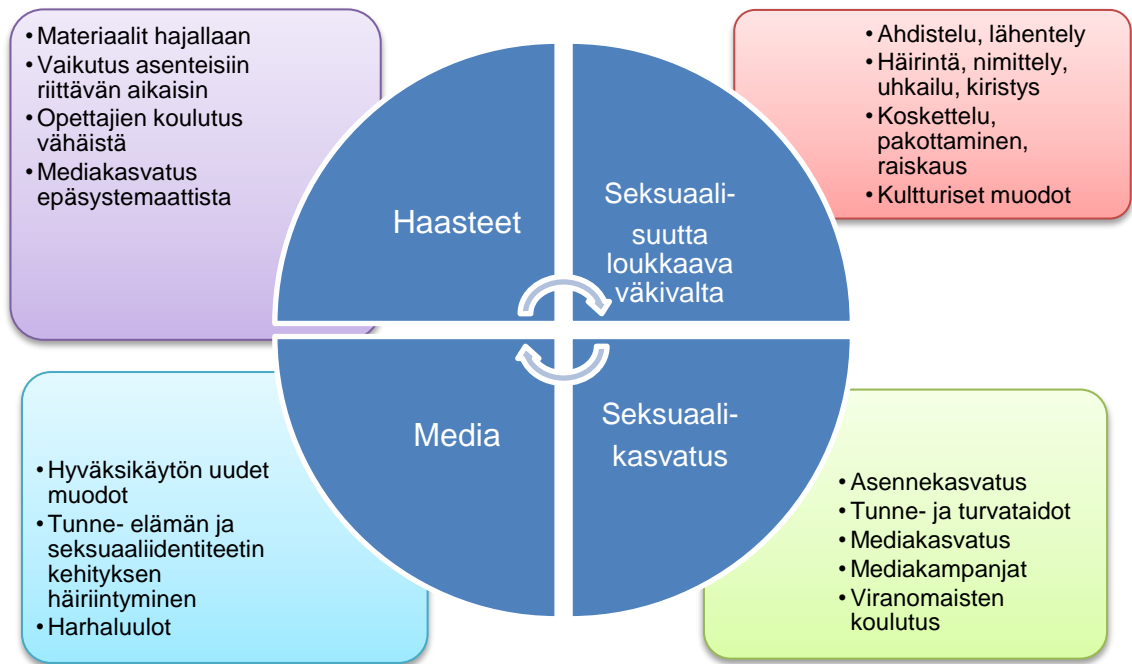 • Materiaalit hajallaan
• Vaikutus asenteisiin
riittävän aikaisin
• Opettajien koulutus
vähäistä
• Mediakasvatus
epäsystemaattista
• Ahdistelu, lähentely
• Häirintä, nimittely,
uhkailu, kiristys
• Koskettelu,
pakottaminen,
raiskaus
• Kultturiset muodot
Haasteet
Seksuaali-
suutta
loukkaava
väkivalta
Media
Seksuaali-
kasvatus
• Hyväksikäytön uudet
muodot
• Tunne- elämän ja
seksuaaliidentiteetin
kehityksen
häiriintyminen
• Harhaluulot
• Asennekasvatus
• Tunne- ja turvataidot
• Mediakasvatus
• Mediakampanjat
• Viranomaisten
koulutus